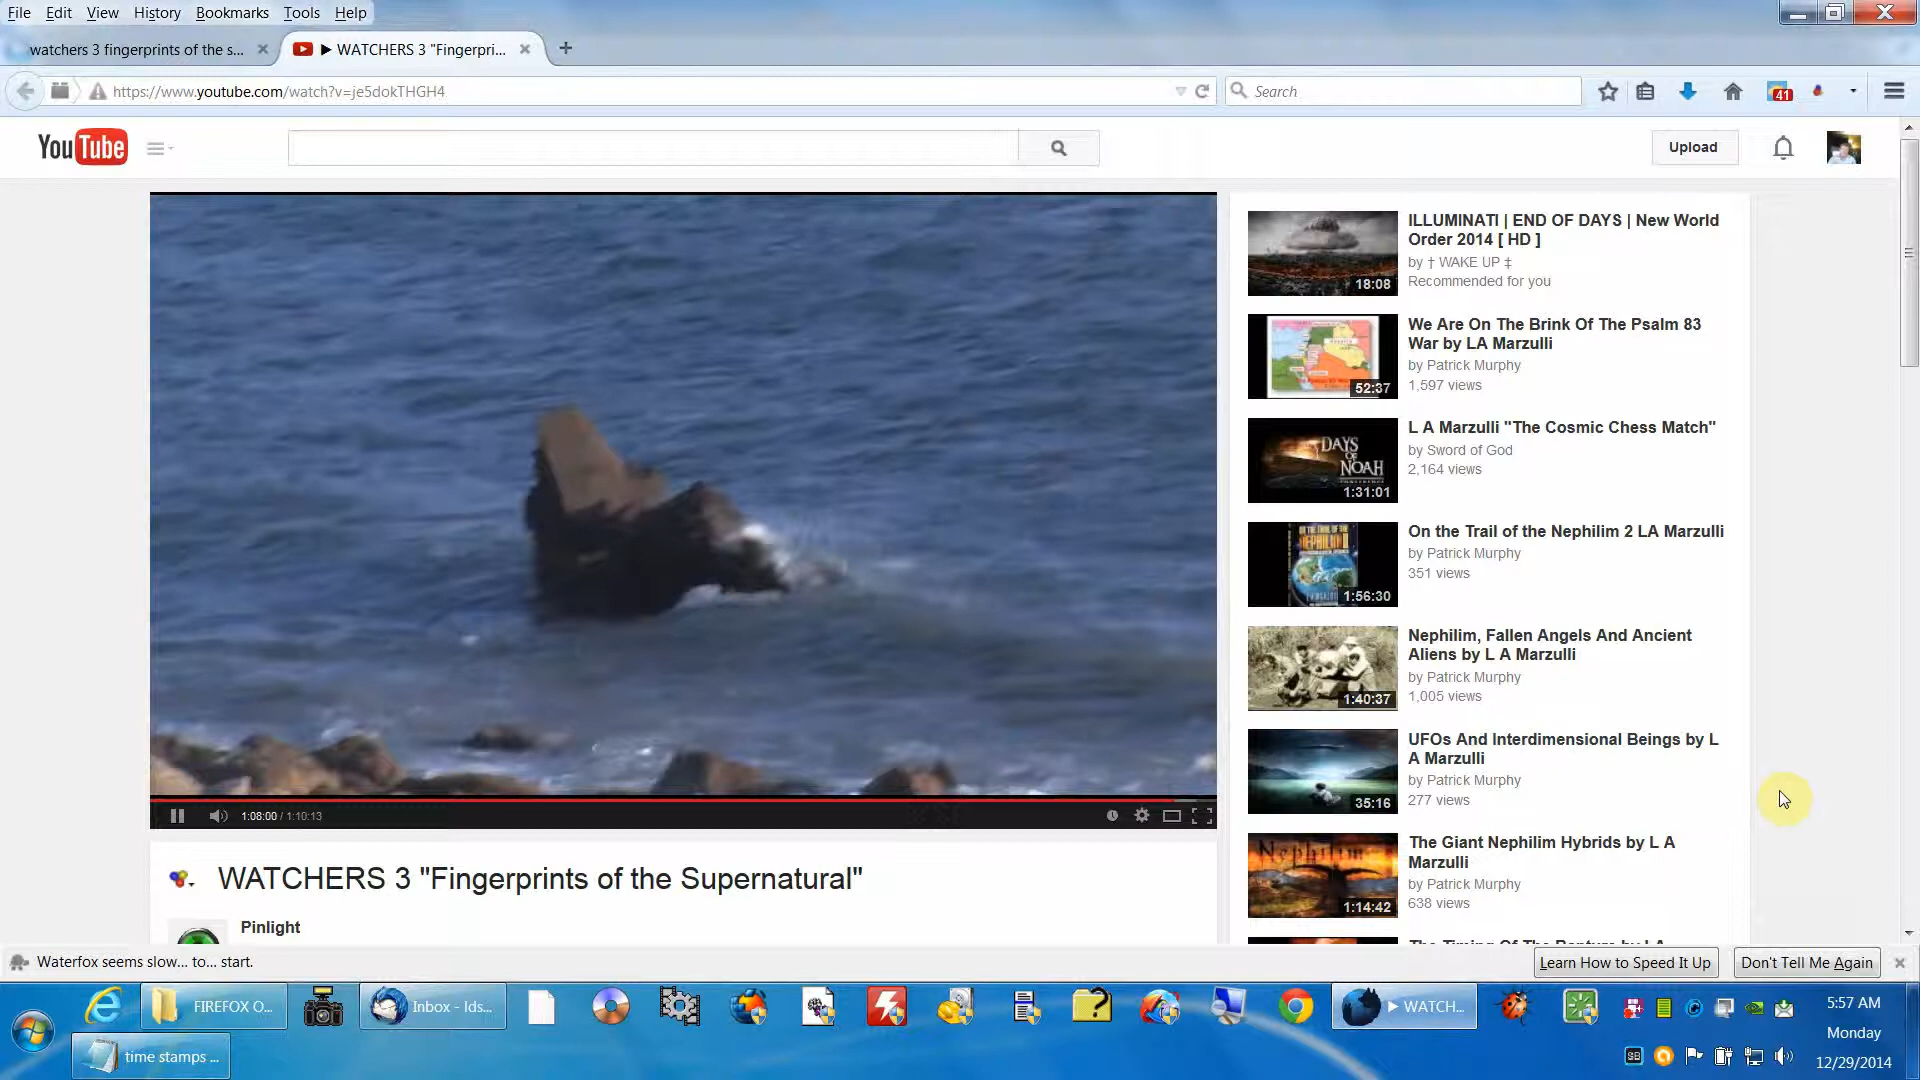 File Edit View History Bookmarks Tools Help
watchers 3 fingerprints of the s...
▶ WATCHERS 3 "Fingerpri...
https://www.youtube.com/watch?v=je5dokTHGH4
Search
41
YouTube
Upload
ILLUMINATI | END OF DAYS | New World
Order 2014 [ HD ]
by † WAKE UP ‡
Recommended for you
18:08
We Are On The Brink Of The Psalm 83
War by LA Marzulli
by Patrick Murphy
1,597 views
52:37
L A Marzulli "The Cosmic Chess Match"
by Sword of God
2,164 views
DAYS
OF
NOAH
1:31:01
On the Trail of the Nephilim 2 LA Marzulli
by Patrick Murphy
351 views
1:56:30
Nephilim, Fallen Angels And Ancient
Aliens by L A Marzulli
by Patrick Murphy
1,005 views
1:40:37
UFOs And Interdimensional Beings by L
A Marzulli
by Patrick Murphy
277 views
35:16
The Giant Nephilim Hybrids by L A
Marzulli
by Patrick Murphy
638 views
Nephilim
1:14:42
1:08:00 / 1:10:13
WATCHERS 3 "Fingerprints of the Supernatural"
Pinlight
Waterfox seems slow... to... start.
Learn How to Speed It Up
Don't Tell Me Again
FIREFOX O...
Inbox - Ids...
▶ WATCH...
time stamps ...
5:57 AM
Monday
12/29/2014